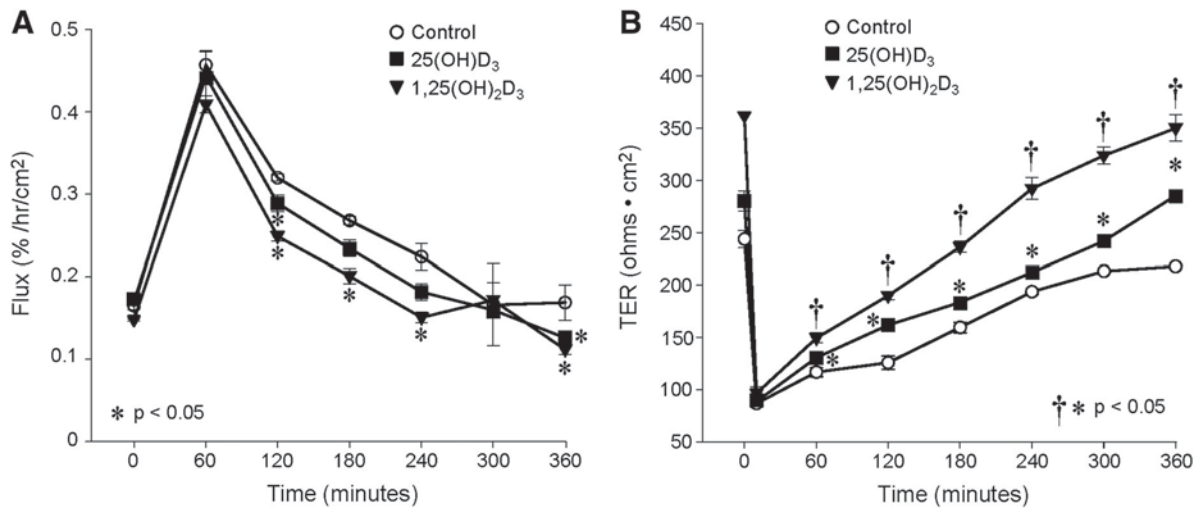 A
Control
25(OH)D₃
1,25(OH)₂D₃
Flux (% /hr/cm²)
0.5
0.4
0.3
0.2
0.1
0
*
*
*
*
*
*
* p < 0.05
0 60 120 180 240 300 360
Time (minutes)
B
Control
25(OH)D₃
1,25(OH)₂D₃
TER (ohms • cm²)
450
400
350
300
250
200
150
100
50
† † † † † †
* * * * * *
†* p < 0.05
0 60 120 180 240 300 360
Time (minutes)